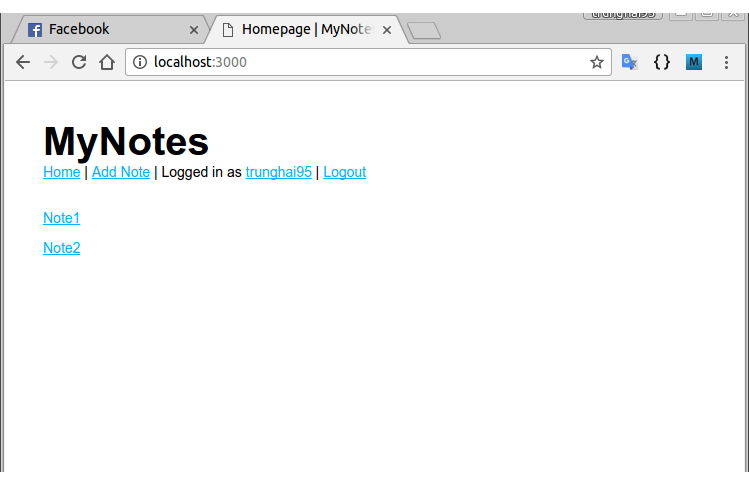 trunghai95
Facebook
Homepage | MyNote
localhost:3000
MyNotes
Home | Add Note | Logged in as trunghai95 | Logout
Note1
Note2